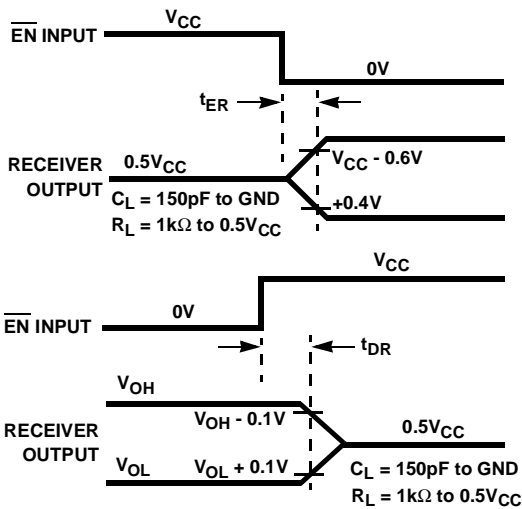 V_CC
E̅N̅ INPUT
0V
t_ER
RECEIVER OUTPUT
0.5V_CC
V_CC - 0.6V
C_L = 150pF to GND
+0.4V
R_L = 1kΩ to 0.5V_CC
V_CC
0V
E̅N̅ INPUT
t_DR
V_OH
V_OH - 0.1V
RECEIVER OUTPUT
0.5V_CC
V_OL
V_OL + 0.1V
C_L = 150pF to GND
R_L = 1kΩ to 0.5V_CC